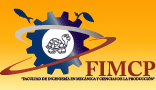 FIMCP
"FACULTAD DE INGENIERÍA EN MECÁNICA Y CIENCIAS DE LA PRODUCCIÓN"